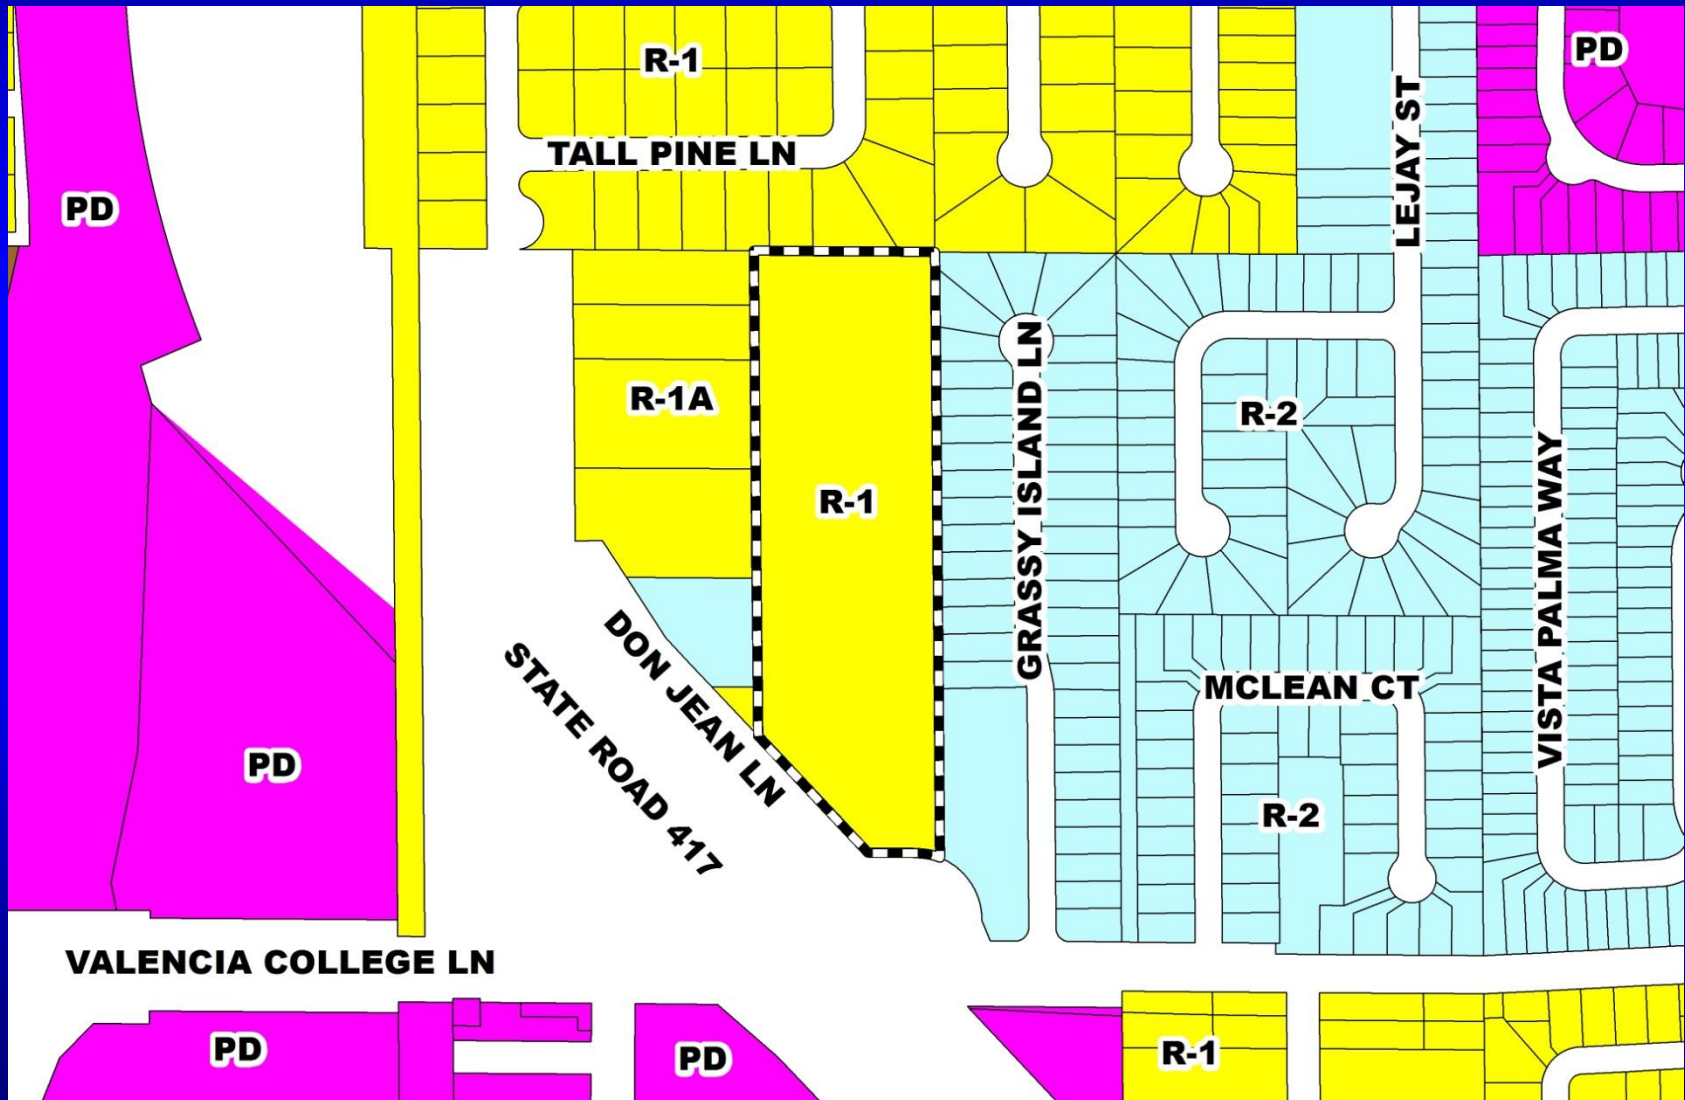 PD
R-1
TALL PINE LN
LEJAY ST
PD
R-1A
R-1
GRASSY ISLAND LN
R-2
VISTA PALMA WAY
DON JEAN LN
STATE ROAD 417
MCLEAN CT
PD
R-2
VALENCIA COLLEGE LN
PD
PD
R-1